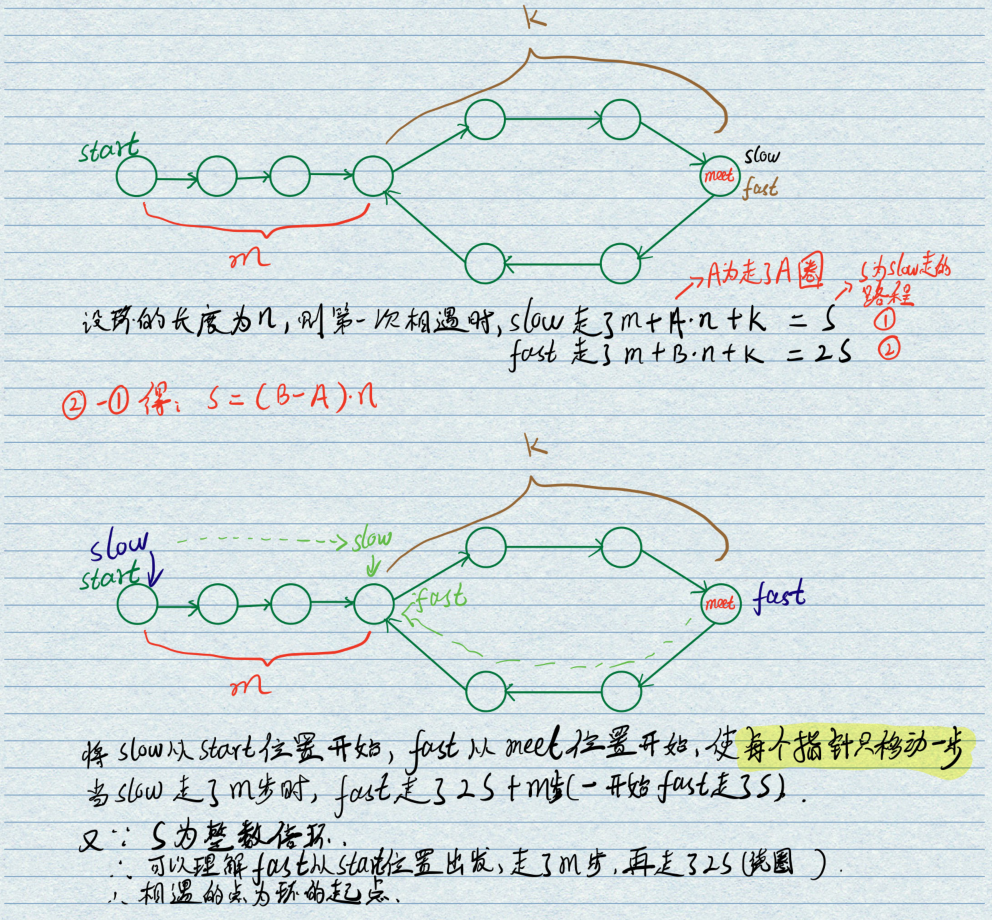 K
start
slow
meet
fast
m
A为走了A圈
S为slow走的
路程
设环的长度为n,则第一次相遇时,slow 走了m+A·n+K = S ①
fast 走了m+B·n+K = 2S ②
②-①得: S=(B-A)·n
K
slow
slow
start
fast
meet
fast
m
将slow从start位置开始,fast从meet位置开始,使每个指针只移动一步
当slow走了m步时,fast走了2S+m步(一开始fast走了S).
又∵ S为整数倍环.
∴ 可以理解fast从start位置出发,走了m步,再走了2S(绕圈).
∴ 相遇的点为环的起点.